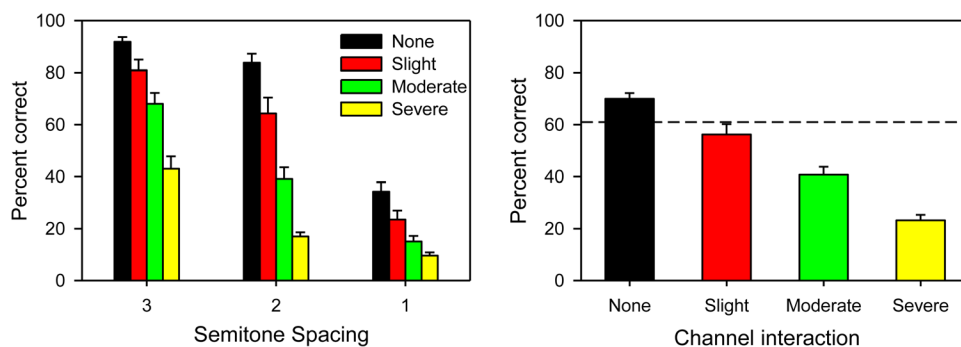 100
80
60
40
20
0
Percent correct
None
Slight
Moderate
Severe
3 2 1
Semitone Spacing
100
80
60
40
20
0
Percent correct
None Slight Moderate Severe
Channel interaction